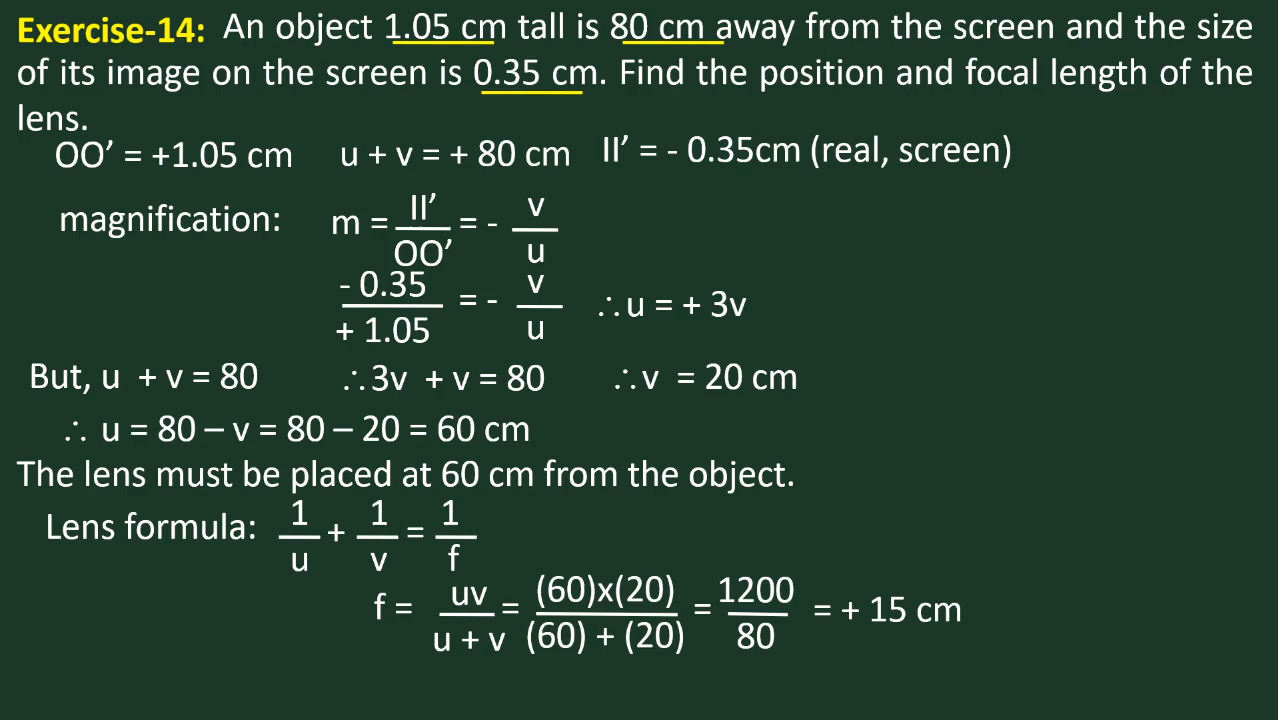 Exercise-14: An object 1.05 cm tall is 80 cm away from the screen and the size
of its image on the screen is 0.35 cm. Find the position and focal length of the
lens.
OO’ = +1.05 cm u + v = + 80 cm II’ = - 0.35cm (real, screen)
magnification: m = II’/OO’ = - v/u
- 0.35/+ 1.05 = - v/u ∴u = + 3v
But, u + v = 80 ∴3v + v = 80 ∴v = 20 cm
∴ u = 80 – v = 80 – 20 = 60 cm
The lens must be placed at 60 cm from the object.
Lens formula: 1/u + 1/v = 1/f
f = uv/u + v = (60)x(20)/(60) + (20) = 1200/80 = + 15 cm